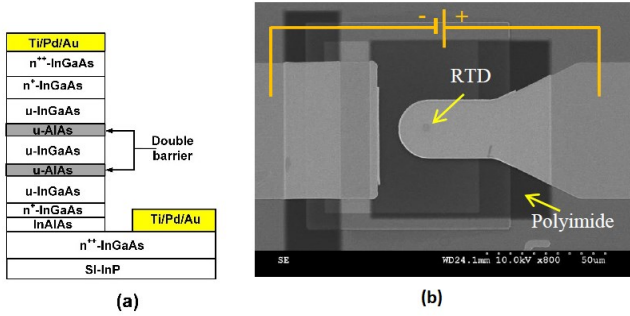 (a)
Ti/Pd/Au
n++-InGaAs
n+-InGaAs
u-InGaAs
u-AlAs
u-InGaAs
u-AlAs
u-InGaAs
n+-InGaAs
InAlAs
Ti/Pd/Au
n++-InGaAs
SI-InP
Double
barrier
(a)
- +
RTD
Polyimide
SE
WD24.1mm 10.0kV x800 50um
(b)